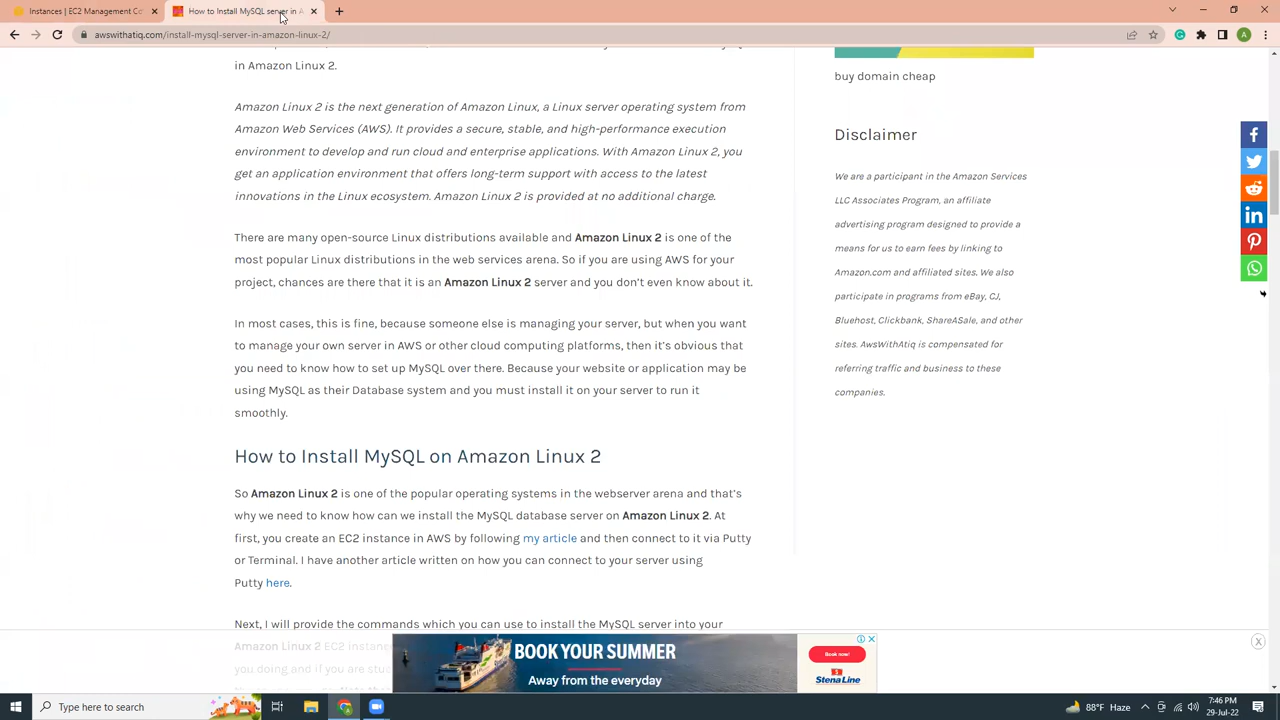 Instances | EC2 Management Co
How to Install MySQL server in A
awswithatiq.com/install-mysql-server-in-amazon-linux-2/
in Amazon Linux 2.
Amazon Linux 2 is the next generation of Amazon Linux, a Linux server operating system from
Amazon Web Services (AWS). It provides a secure, stable, and high-performance execution
environment to develop and run cloud and enterprise applications. With Amazon Linux 2, you
get an application environment that offers long-term support with access to the latest
innovations in the Linux ecosystem. Amazon Linux 2 is provided at no additional charge.
There are many open-source Linux distributions available and Amazon Linux 2 is one of the
most popular Linux distributions in the web services arena. So if you are using AWS for your
project, chances are there that it is an Amazon Linux 2 server and you don't even know about it.
In most cases, this is fine, because someone else is managing your server, but when you want
to manage your own server in AWS or other cloud computing platforms, then it's obvious that
you need to know how to set up MySQL over there. Because your website or application may be
using MySQL as their Database system and you must install it on your server to run it
smoothly.
How to Install MySQL on Amazon Linux 2
So Amazon Linux 2 is one of the popular operating systems in the webserver arena and that's
why we need to know how can we install the MySQL database server on Amazon Linux 2. At
first, you create an EC2 instance in AWS by following my article and then connect to it via Putty
or Terminal. I have another article written on how you can connect to your server using
Putty here.
Next, I will provide the commands which you can use to install the MySQL server into your
Amazon Linux 2 EC2 instanc
you doing and if you are stu
buy domain cheap
Disclaimer
We are a participant in the Amazon Services
LLC Associates Program, an affiliate
advertising program designed to provide a
means for us to earn fees by linking to
Amazon.com and affiliated sites. We also
participate in programs from eBay, CJ,
Bluehost, Clickbank, ShareASale, and other
sites. AwsWithAtiq is compensated for
referring traffic and business to these
companies.
BOOK YOUR SUMMER
Away from the everyday
Book now!
Stena Line
Type here to search
88°F Haze
7:46 PM
29-Jul-22